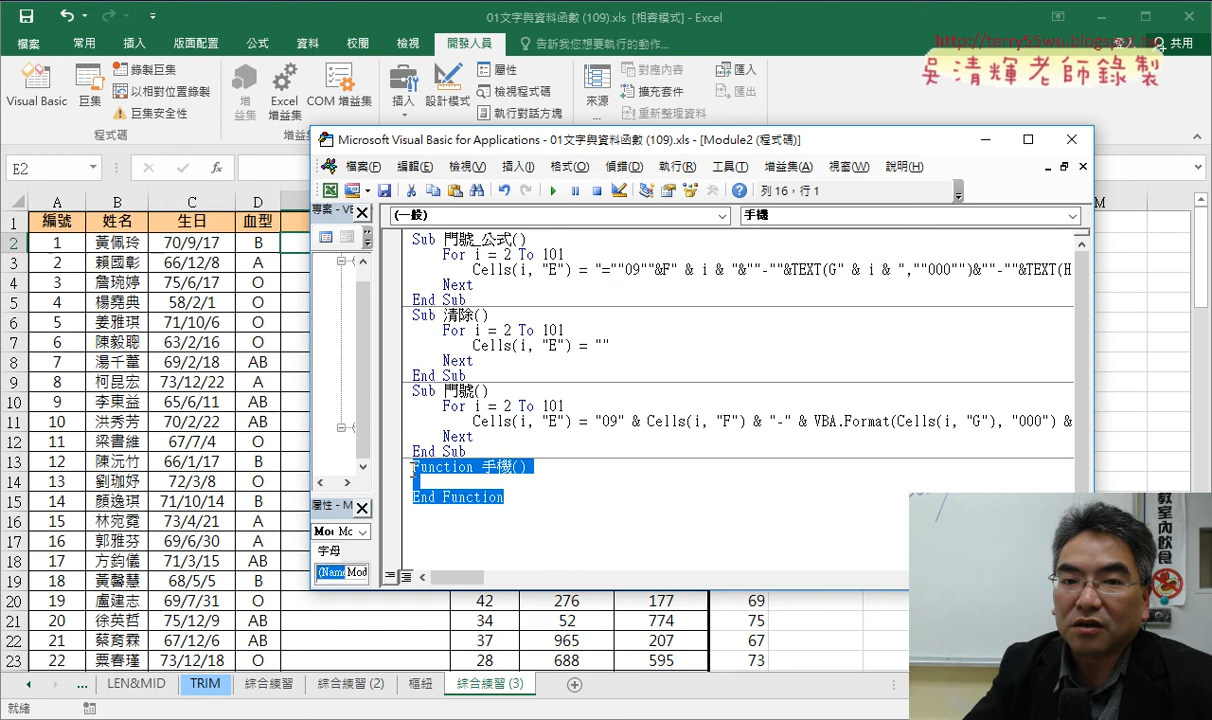 01文字與資料函數 (109).xls [相容模式] - Excel
檔案 常用 插入 版面配置 公式 資料 校閱 檢視 開發人員 告訴我您想要執行的動作... 登入 共用
http://terry55wu.blogspot.tw
吳清輝老師錄製
Visual Basic 巨集 錄製巨集 以相對位置錄製 巨集安全性 增益集 Excel 增益集 COM 增益集 插入 設計模式 屬性 檢視程式碼 執行對話方塊 來源 對應內容 擴充套件 重新整理資料 匯入 匯出
程式碼
E2
Microsoft Visual Basic for Applications - 01文字與資料函數 (109).xls - [Module2 (程式碼)]
檔案(F) 編輯(E) 檢視(V) 插入(I) 格式(O) 偵錯(D) 執行(R) 工具(T) 增益集(A) 視窗(W) 說明(H)
列 16, 行 1
(一般) 手機
Sub 門號_公式()
For i = 2 To 101
Cells(i, "E") = "=""09""&F" & i & "&""-""&TEXT(G" & i & ",""000"")&""-""&TEXT(H
Next
End Sub
Sub 清除()
For i = 2 To 101
Cells(i, "E") = ""
Next
End Sub
Sub 門號()
For i = 2 To 101
Cells(i, "E") = "09" & Cells(i, "F") & "-" & VBA.Format(Cells(i, "G"), "000") &
Next
End Sub
Function 手機()
End Function
字母
A B C D M
1 編號 姓名 生日 血型
2 1 黃佩玲 70/9/17 B
3 2 賴國彰 66/12/8 A
4 3 詹琬婷 75/6/17 O
5 4 楊堯典 58/2/1 O
6 5 姜雅琪 71/10/6 O
7 6 陳毅聰 63/2/16 O
8 7 湯千葦 69/2/18 AB
9 8 柯昆宏 73/12/22 A
10 9 李東益 65/6/11 AB
11 10 洪秀芳 70/2/22 AB
12 11 梁書維 67/7/4 O
13 12 陳沅竹 66/1/17 B
14 13 劉珈妤 72/3/8 O
15 14 顏逸琪 71/10/14 B
16 15 林宛霓 73/4/21 A
17 16 郭雅芬 69/6/30 A
18 17 方鈞儀 71/3/15 AB
19 18 黃馨慧 68/5/5 B
20 19 盧建志 69/7/31 O 42 276 177 69
21 20 徐英哲 75/12/9 AB 34 52 774 75
22 21 蔡育霖 67/12/6 AB 37 965 207 67
23 22 粟春瑾 73/12/18 O 28 688 595 73
... LEN&MID TRIM 綜合練習 綜合練習 (2) 樞紐 綜合練習 (3)
就緒
教室內飲食